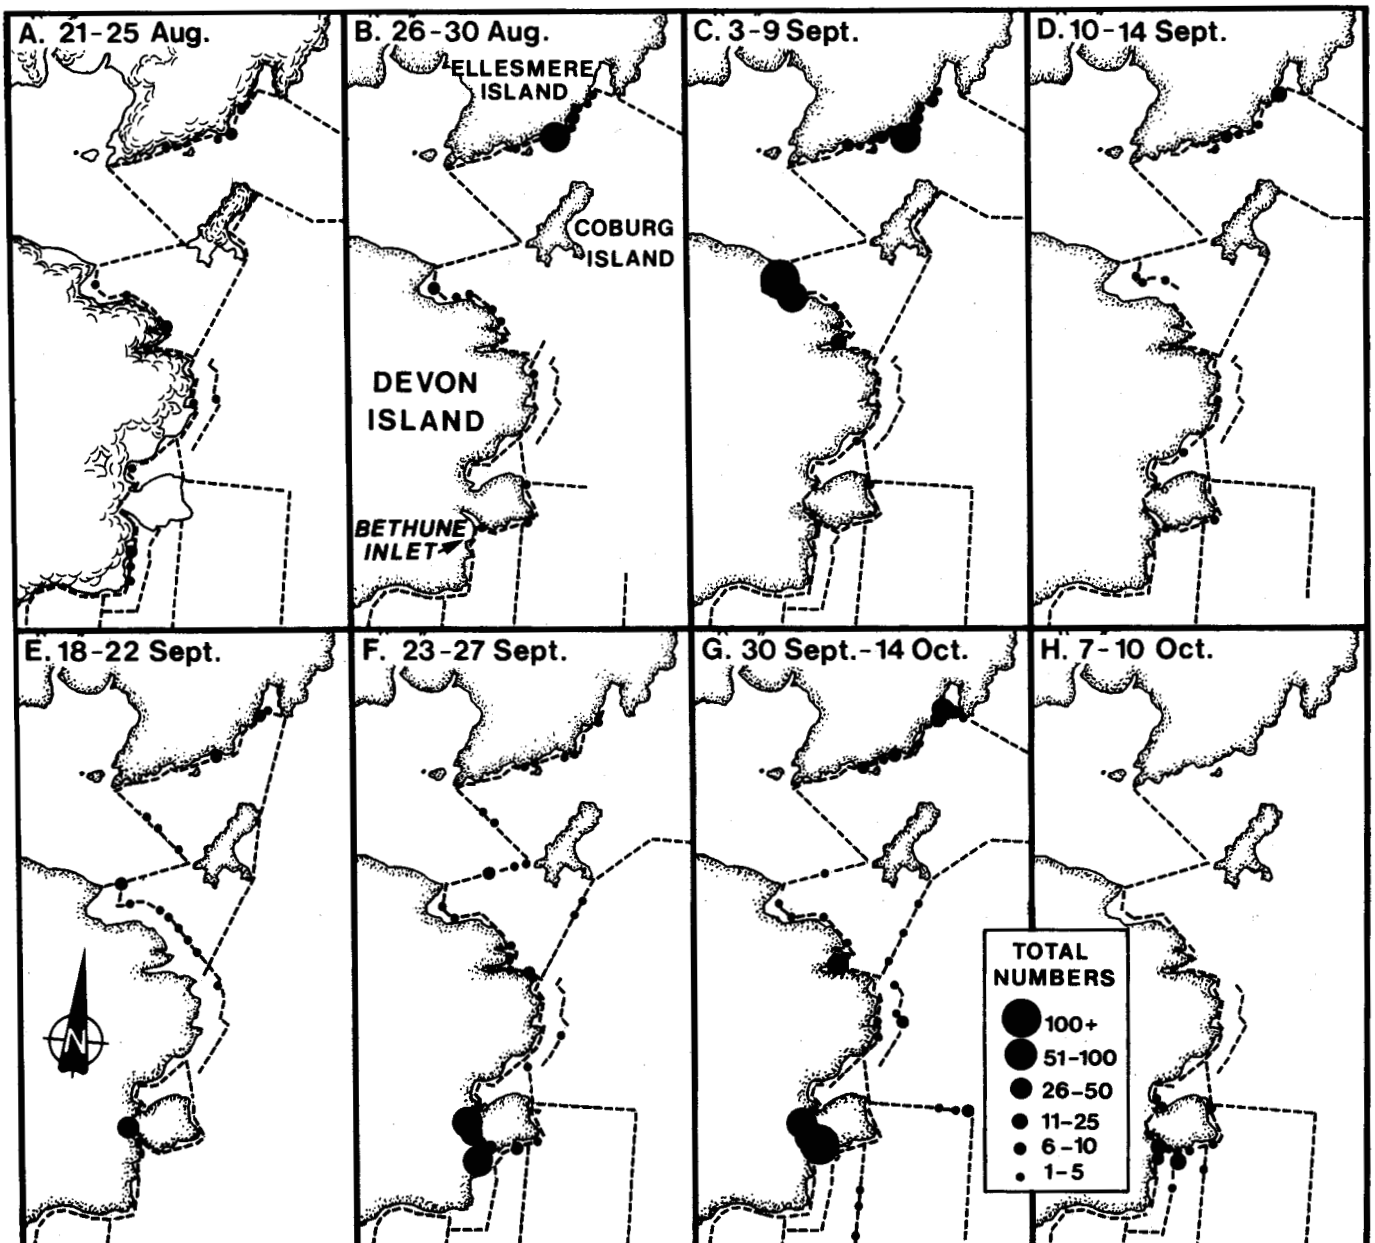 A. 21-25 Aug.
B. 26-30 Aug.
C. 3-9 Sept.
D. 10-14 Sept.
ELLESMERE
ISLAND
COBURG
ISLAND
DEVON
ISLAND
BETHUNE
INLET
E. 18-22 Sept.
F. 23-27 Sept.
G. 30 Sept.-14 Oct.
H. 7-10 Oct.
N
TOTAL
NUMBERS
100+
51-100
26-50
11-25
6-10
1-5